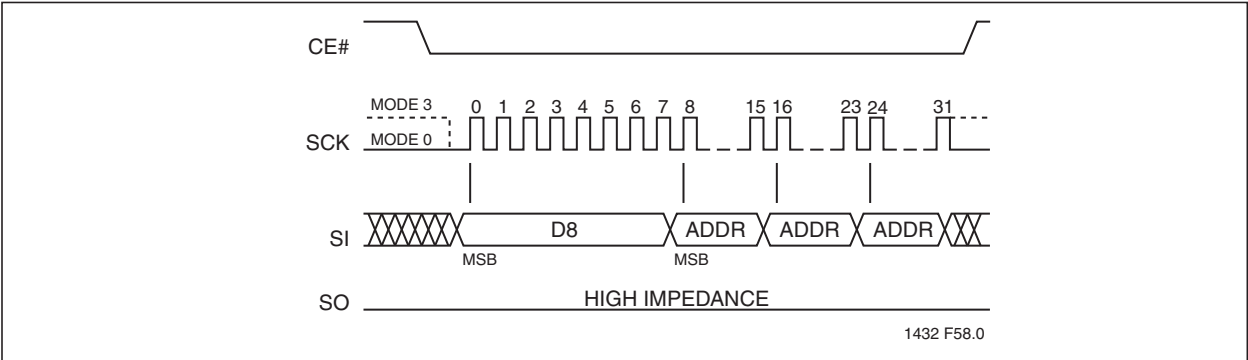 CE#
MODE 3
0 1 2 3 4 5 6 7 8 15 16 23 24 31
SCK
MODE 0
SI
D8 ADDR ADDR ADDR
MSB MSB
SO
HIGH IMPEDANCE
1432 F58.0